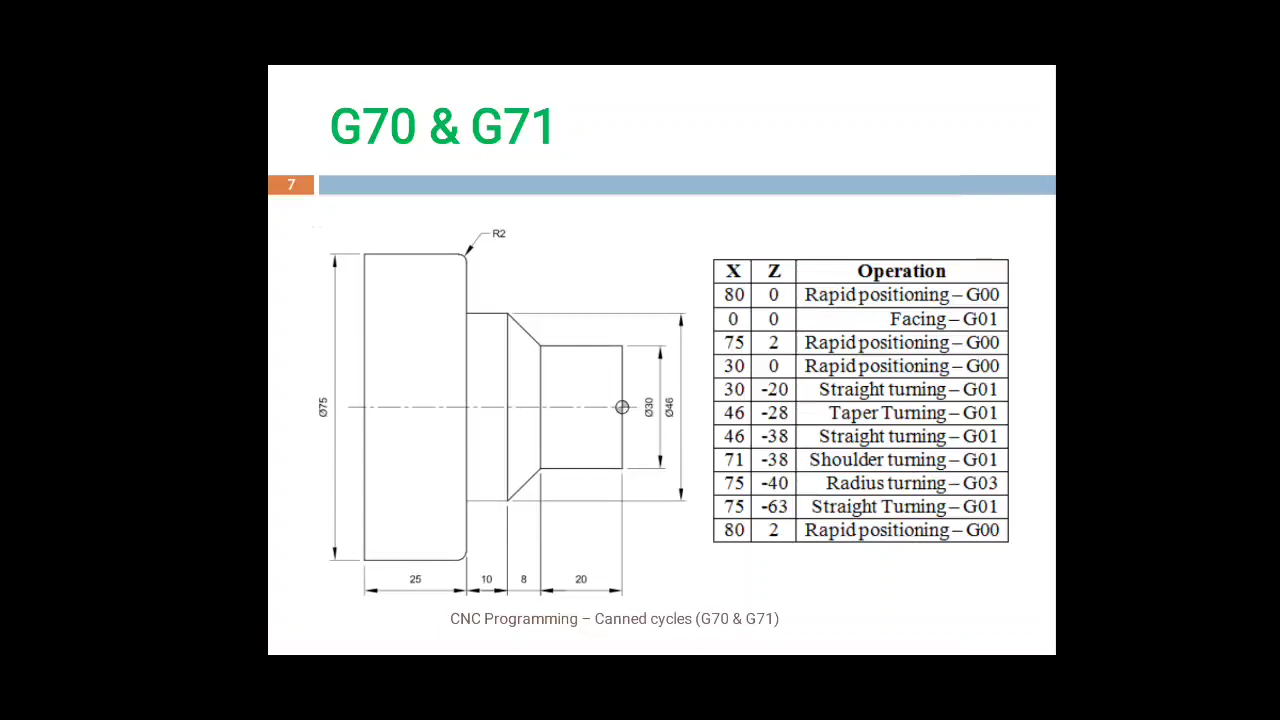 G70 & G71
7
R2
Ø75
Ø30
Ø46
25
10
8
20
X Z Operation
80 0 Rapid positioning – G00
0 0 Facing – G01
75 2 Rapid positioning – G00
30 0 Rapid positioning – G00
30 -20 Straight turning – G01
46 -28 Taper Turning – G01
46 -38 Straight turning – G01
71 -38 Shoulder turning – G01
75 -40 Radius turning – G03
75 -63 Straight Turning – G01
80 2 Rapid positioning – G00
CNC Programming – Canned cycles (G70 & G71)